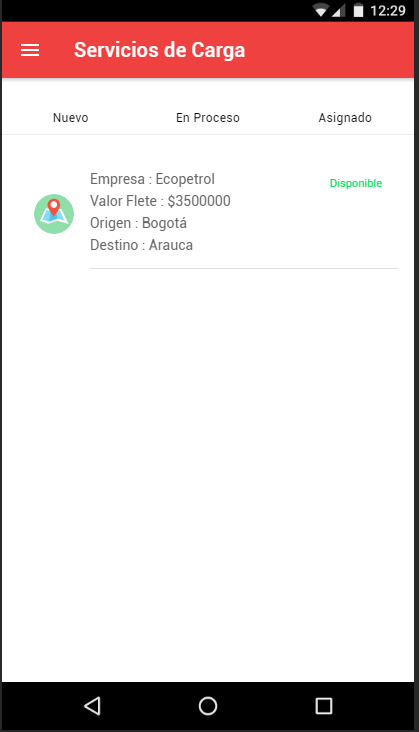 12:29
Servicios de Carga
Nuevo
En Proceso
Asignado
Empresa : Ecopetrol
Disponible
Valor Flete : $3500000
Origen : Bogotá
Destino : Arauca